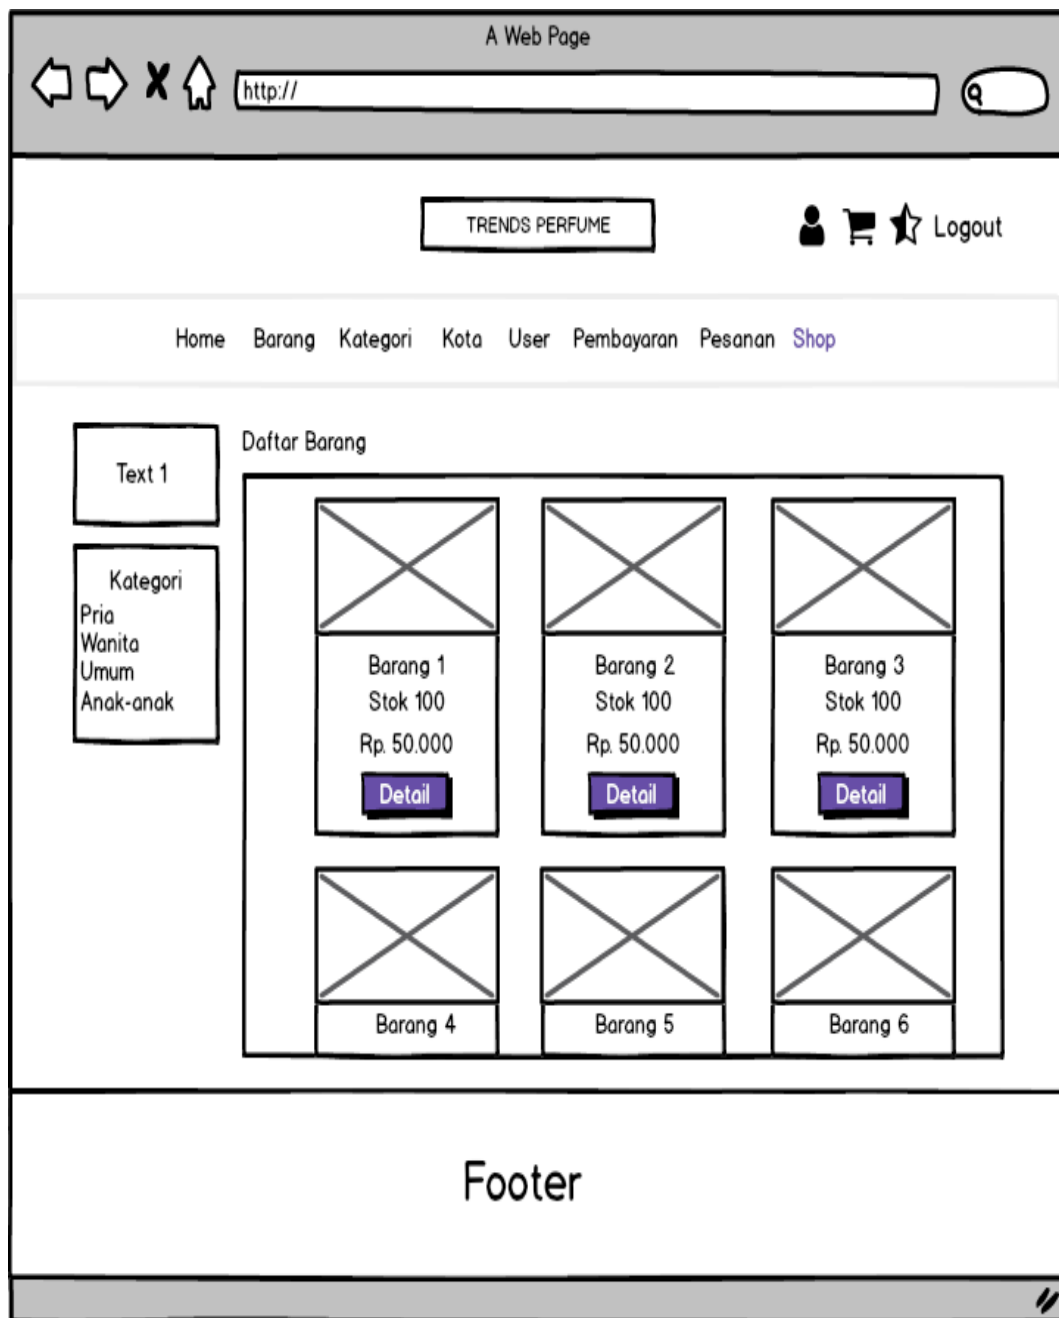 A Web Page
http://
TRENDS PERFUME
Logout
Home Barang Kategori Kota User Pembayaran Pesanan Shop
Text 1
Kategori
Pria
Wanita
Umum
Anak-anak
Daftar Barang
Barang 1
Stok 100
Rp. 50.000
Detail
Barang 2
Stok 100
Rp. 50.000
Detail
Barang 3
Stok 100
Rp. 50.000
Detail
Barang 4
Barang 5
Barang 6
Footer